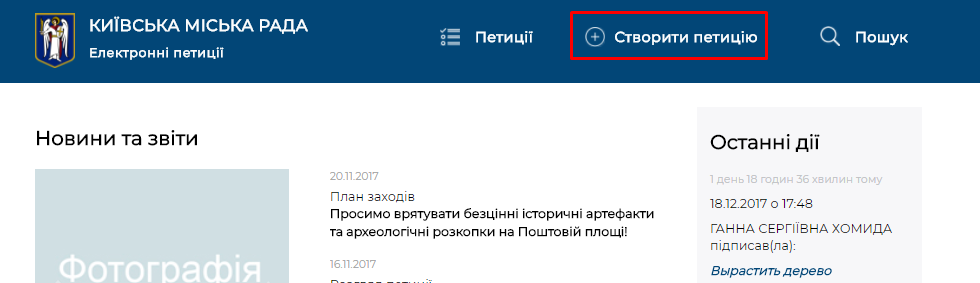 КИЇВСЬКА МІСЬКА РАДА
Електронні петиції
Петиції
Створити петицію
Пошук
Новини та звіти
Фотографія
20.11.2017
План заходів
Просимо врятувати безцінні історичні артефакти
та археологічні розкопки на Поштовій площі!
16.11.2017
Розгляд петиції
Останні дії
1 день 18 годин 36 хвилин тому
18.12.2017 о 17:48
ГАННА СЕРГІЇВНА ХОМИДА
підписав(ла):
Вырастить дерево